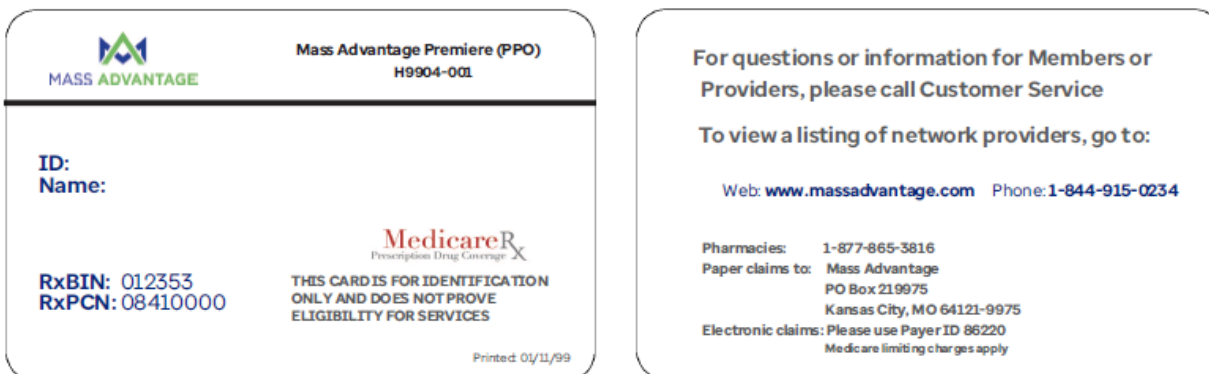 MASS ADVANTAGE
Mass Advantage Premiere (PPO)
H9904-001
ID:
Name:
MedicareRx
Prescription Drug Coverage
RxBIN: 012353
RxPCN: 08410000
THIS CARD IS FOR IDENTIFICATION
ONLY AND DOES NOT PROVE
ELIGIBILITY FOR SERVICES
Printed: 01/11/99
For questions or information for Members or
Providers, please call Customer Service
To view a listing of network providers, go to:
Web: www.massadvantage.com Phone: 1-844-915-0234
Pharmacies: 1-877-865-3816
Paper claims to: Mass Advantage
PO Box 219975
Kansas City, MO 64121-9975
Electronic claims: Please use Payer ID 86220
Medicare limiting charges apply